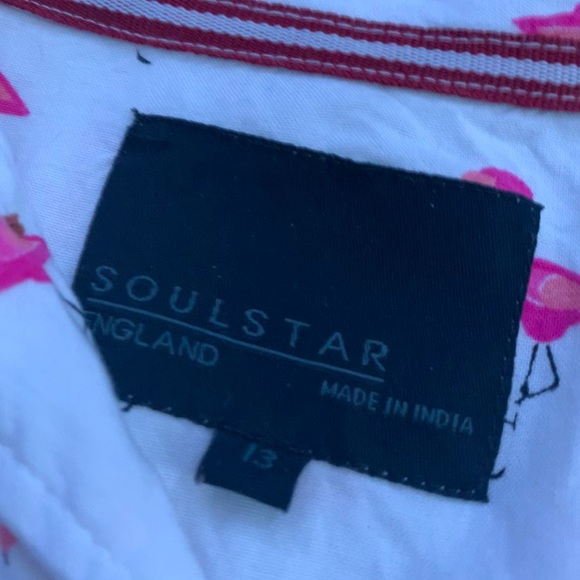 SOULSTAR
ENGLAND
MADE IN INDIA
13